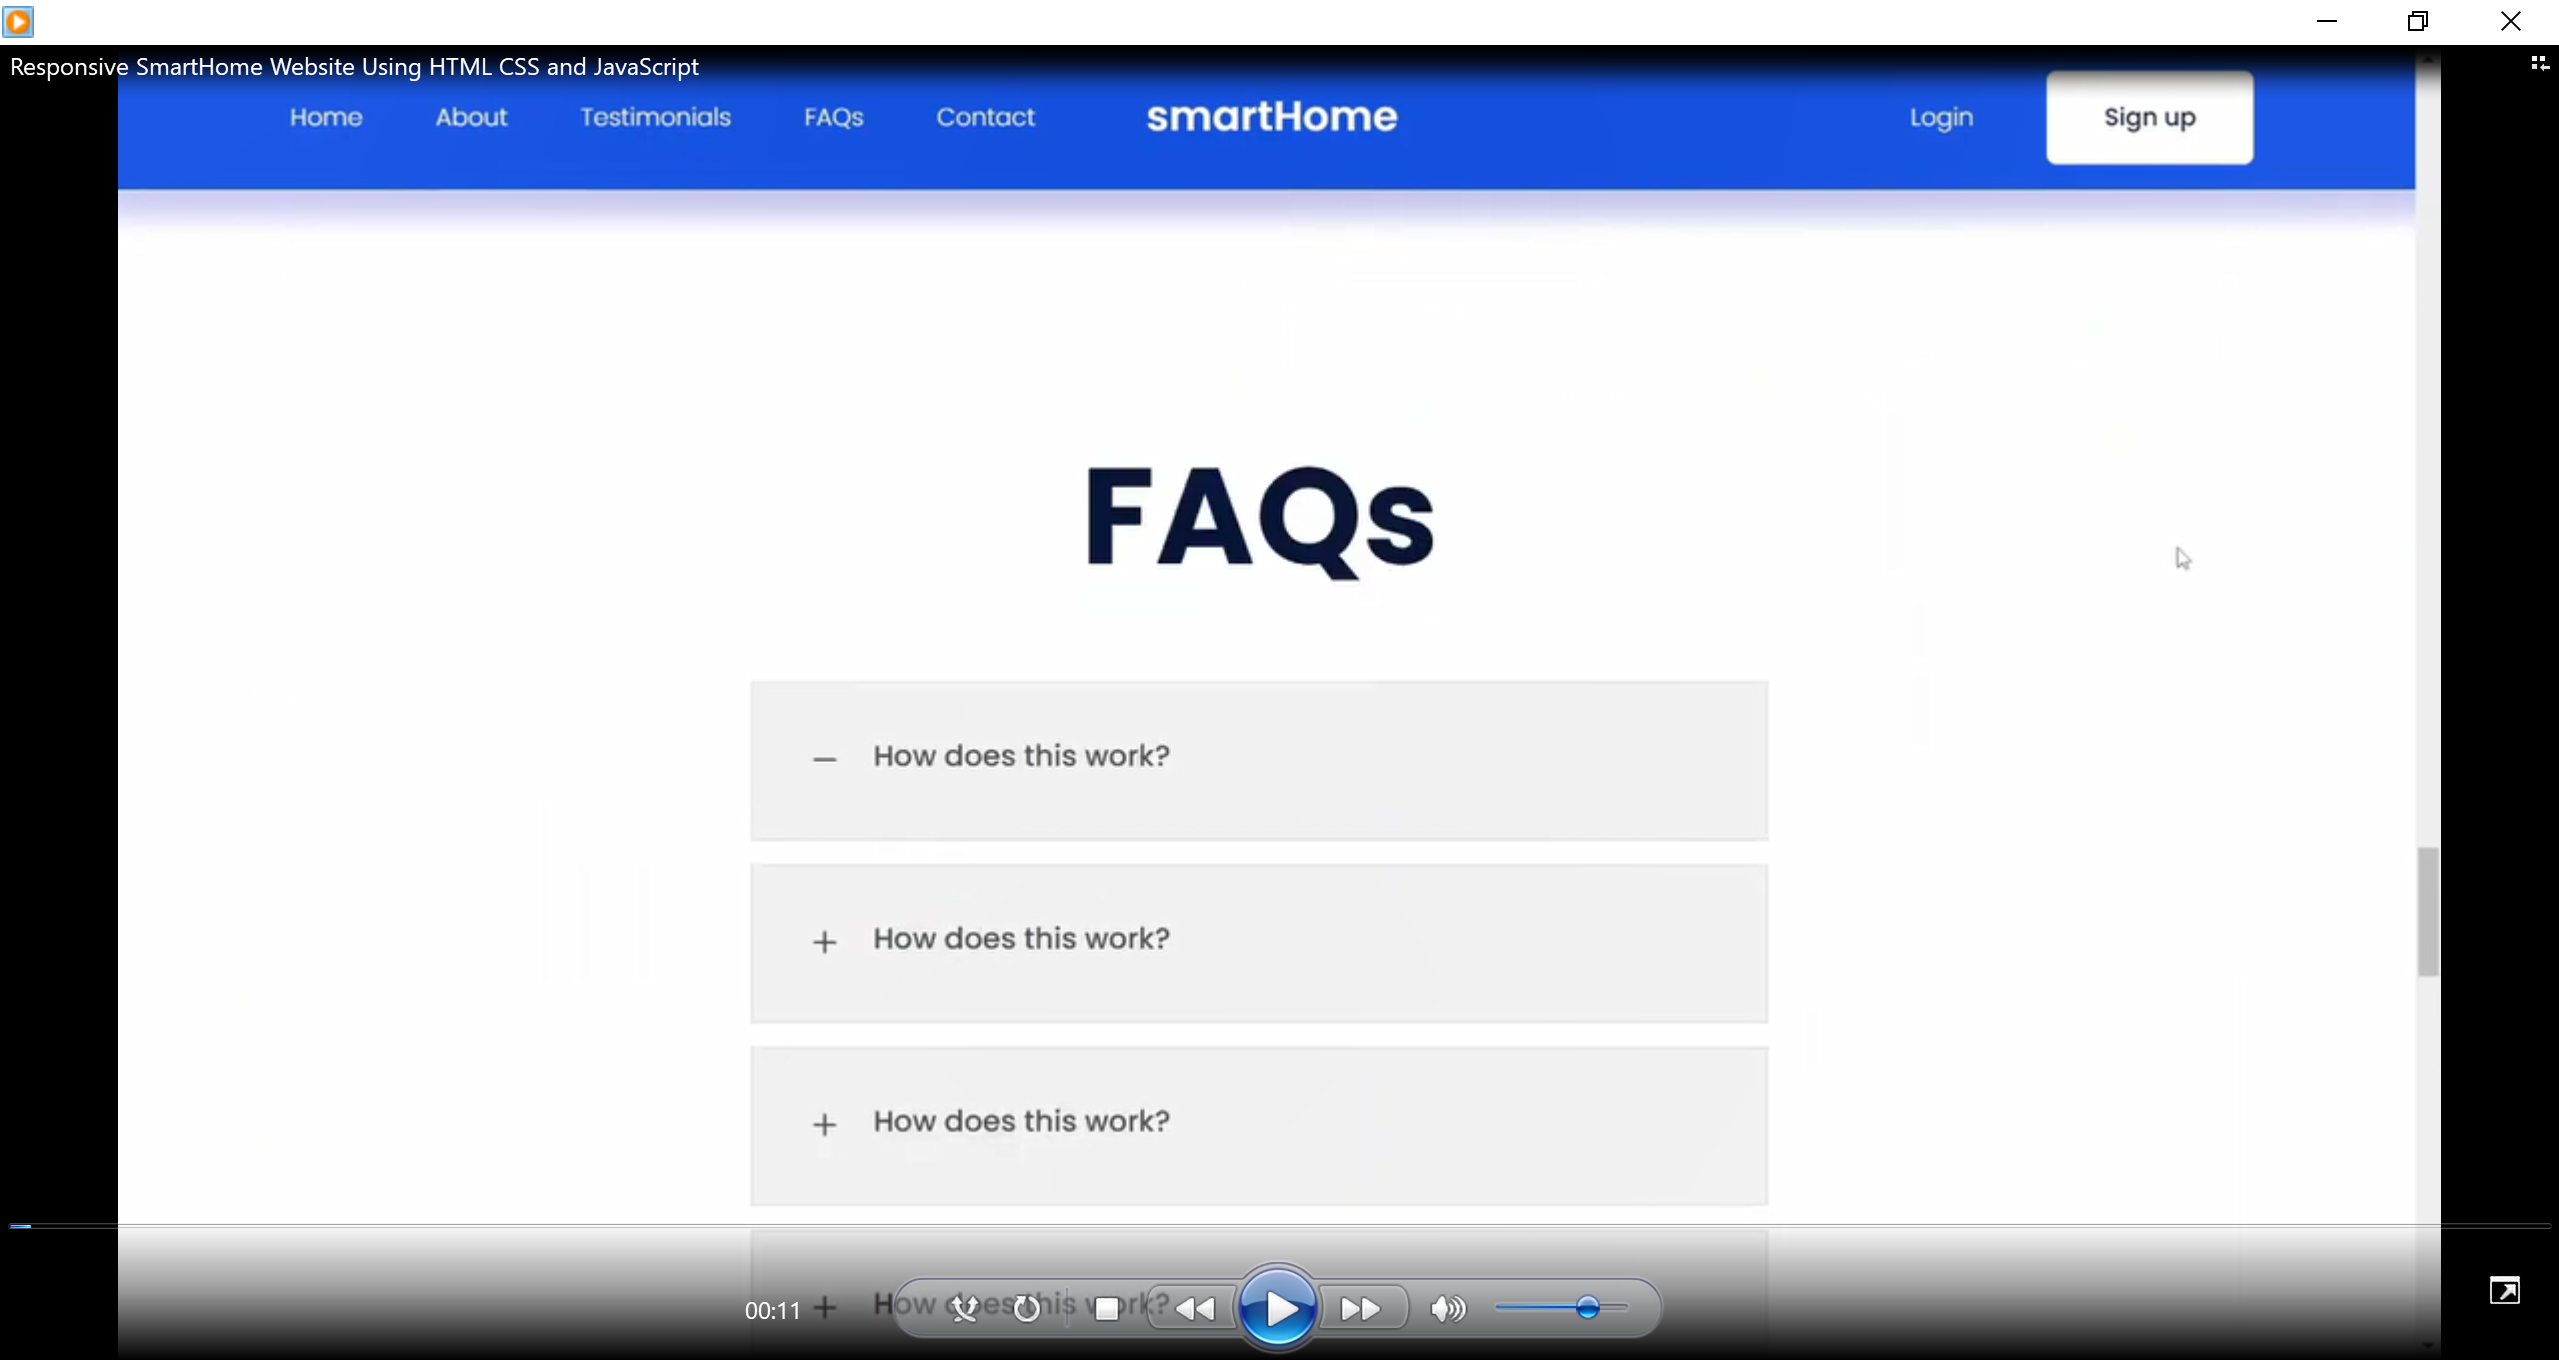 Responsive SmartHome Website Using HTML CSS and JavaScript
Home About Testimonials FAQs Contact smartHome Login Sign up
FAQs
− How does this work?
+ How does this work?
+ How does this work?
+ How does this work?
00:11